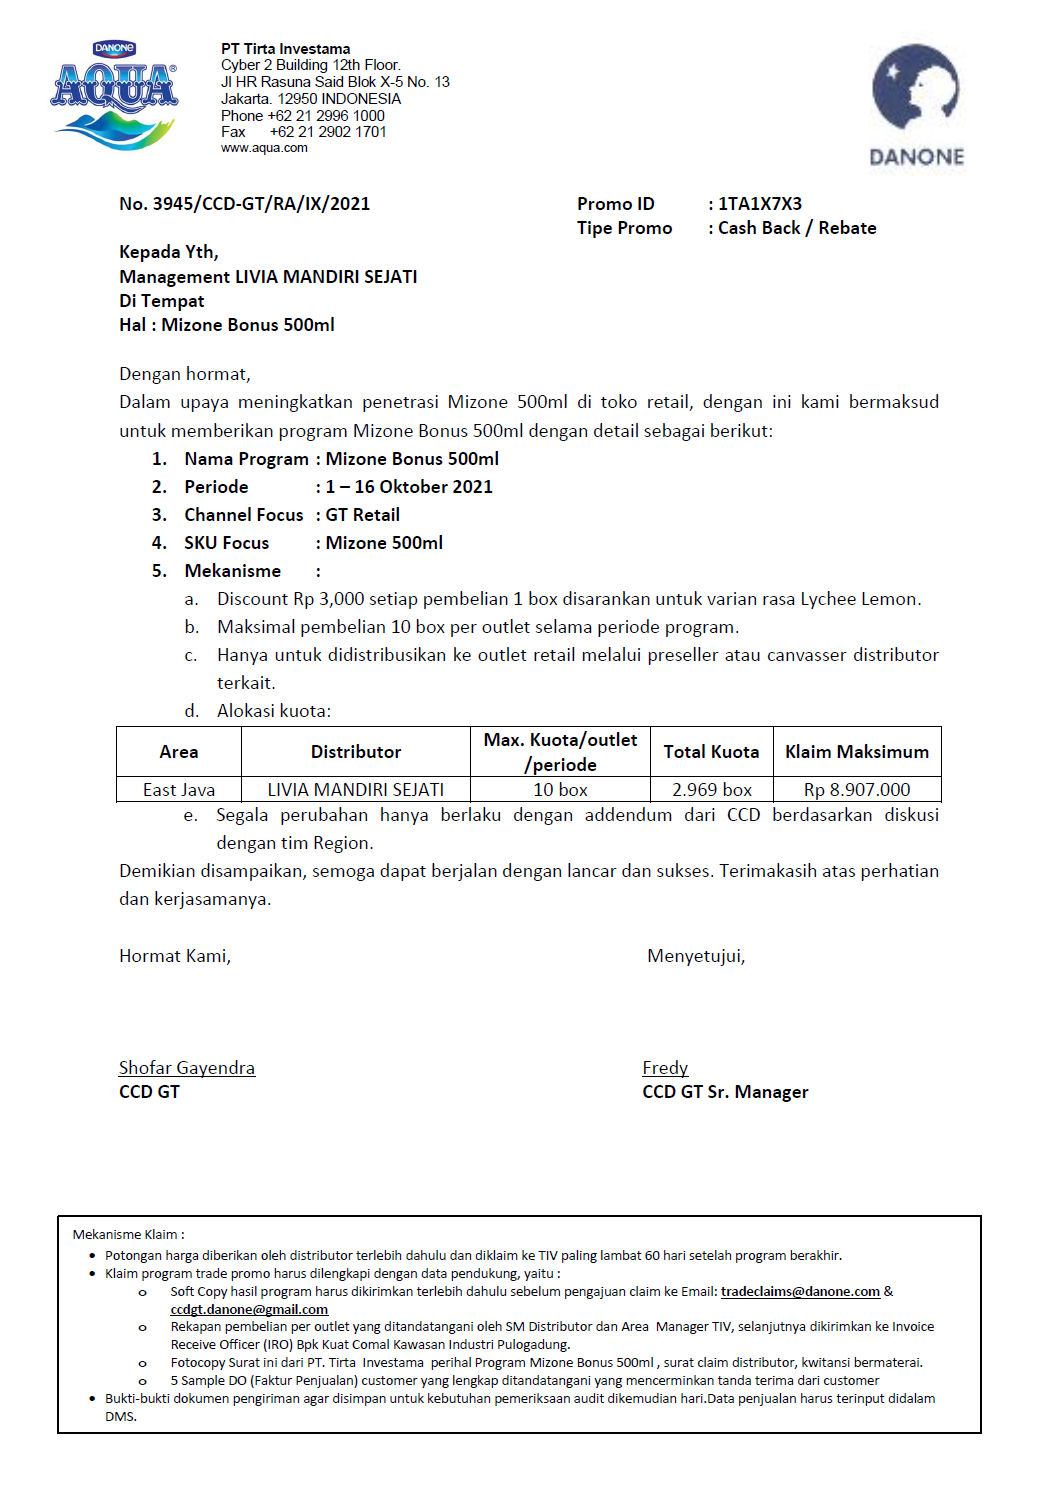 DANONE
AQUA®
PT Tirta Investama
Cyber 2 Building 12th Floor.
Jl HR Rasuna Said Blok X-5 No. 13
Jakarta. 12950 INDONESIA
Phone +62 21 2996 1000
Fax +62 21 2902 1701
www.aqua.com
DANONE
No. 3945/CCD-GT/RA/IX/2021
Promo ID : 1TA1X7X3
Tipe Promo : Cash Back / Rebate
Kepada Yth,
Management LIVIA MANDIRI SEJATI
Di Tempat
Hal : Mizone Bonus 500ml
Dengan hormat,
Dalam upaya meningkatkan penetrasi Mizone 500ml di toko retail, dengan ini kami bermaksud
untuk memberikan program Mizone Bonus 500ml dengan detail sebagai berikut:
1. Nama Program : Mizone Bonus 500ml
2. Periode : 1 – 16 Oktober 2021
3. Channel Focus : GT Retail
4. SKU Focus : Mizone 500ml
5. Mekanisme :
a. Discount Rp 3,000 setiap pembelian 1 box disarankan untuk varian rasa Lychee Lemon.
b. Maksimal pembelian 10 box per outlet selama periode program.
c. Hanya untuk didistribusikan ke outlet retail melalui preseller atau canvasser distributor
terkait.
d. Alokasi kuota:
Area Distributor Max. Kuota/outlet /periode Total Kuota Klaim Maksimum
East Java LIVIA MANDIRI SEJATI 10 box 2.969 box Rp 8.907.000
e. Segala perubahan hanya berlaku dengan addendum dari CCD berdasarkan diskusi
dengan tim Region.
Demikian disampaikan, semoga dapat berjalan dengan lancar dan sukses. Terimakasih atas perhatian
dan kerjasamanya.
Hormat Kami, Menyetujui,
Shofar Gayendra Fredy
CCD GT CCD GT Sr. Manager
Mekanisme Klaim :
• Potongan harga diberikan oleh distributor terlebih dahulu dan diklaim ke TIV paling lambat 60 hari setelah program berakhir.
• Klaim program trade promo harus dilengkapi dengan data pendukung, yaitu :
o Soft Copy hasil program harus dikirimkan terlebih dahulu sebelum pengajuan claim ke Email: tradeclaims@danone.com &
ccdgt.danone@gmail.com
o Rekapan pembelian per outlet yang ditandatangani oleh SM Distributor dan Area Manager TIV, selanjutnya dikirimkan ke Invoice
Receive Officer (IRO) Bpk Kuat Comal Kawasan Industri Pulogadung.
o Fotocopy Surat ini dari PT. Tirta Investama perihal Program Mizone Bonus 500ml , surat claim distributor, kwitansi bermaterai.
o 5 Sample DO (Faktur Penjualan) customer yang lengkap ditandatangani yang mencerminkan tanda terima dari customer
• Bukti-bukti dokumen pengiriman agar disimpan untuk kebutuhan pemeriksaan audit dikemudian hari.Data penjualan harus terinput didalam
DMS.